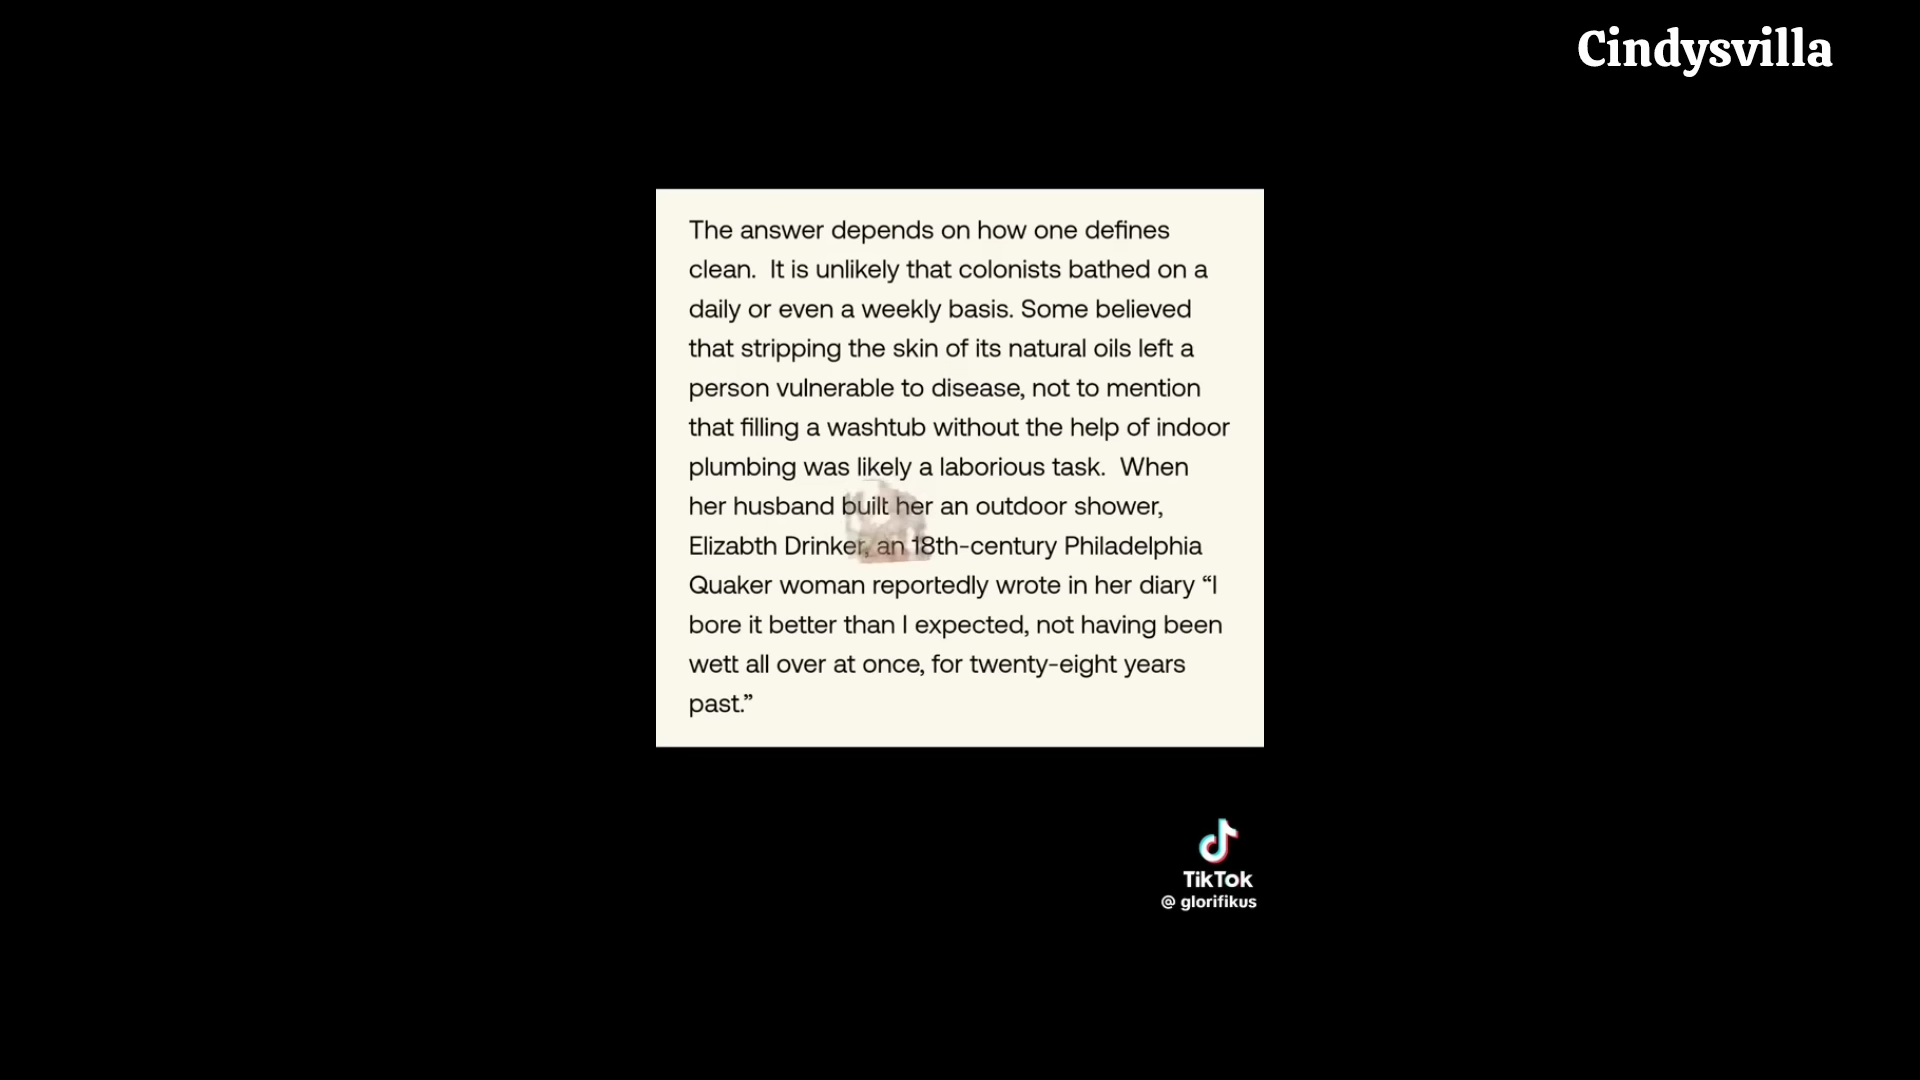 Cindysvilla
The answer depends on how one defines
clean.  It is unlikely that colonists bathed on a
daily or even a weekly basis. Some believed
that stripping the skin of its natural oils left a
person vulnerable to disease, not to mention
that filling a washtub without the help of indoor
plumbing was likely a laborious task.  When
her husband built her an outdoor shower,
Elizabth Drinker, an 18th-century Philadelphia
Quaker woman reportedly wrote in her diary “I
bore it better than I expected, not having been
wett all over at once, for twenty-eight years
past.”
TikTok
@ glorifikus